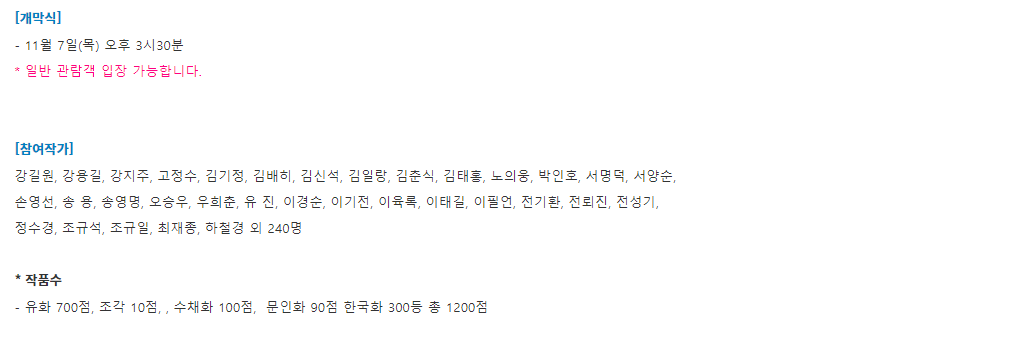 [개막식]
- 11월 7일(목) 오후 3시30분
* 일반 관람객 입장 가능합니다.
[참여작가]
강길원, 강용길, 강지주, 고정수, 김기정, 김배히, 김신석, 김일랑, 김춘식, 김태홍, 노의웅, 박인호, 서명덕, 서양순,
손영선, 송 용, 송영명, 오승우, 우희춘, 유 진, 이경순, 이기전, 이육록, 이태길, 이필언, 전기환, 전뢰진, 전성기,
정수경, 조규석, 조규일, 최재종, 하철경 외 240명
* 작품수
- 유화 700점, 조각 10점, , 수채화 100점,  문인화 90점 한국화 300등 총 1200점